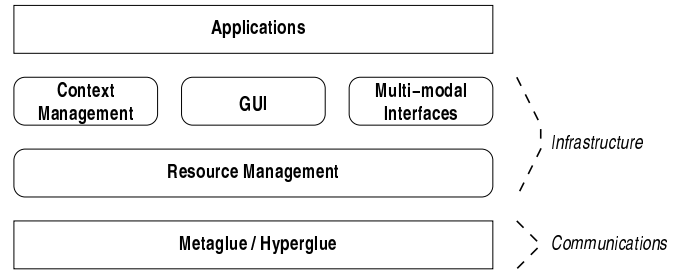 Applications
Context
Management
GUI
Multi-modal
Interfaces
Infrastructure
Resource Management
Metaglue / Hyperglue
Communications